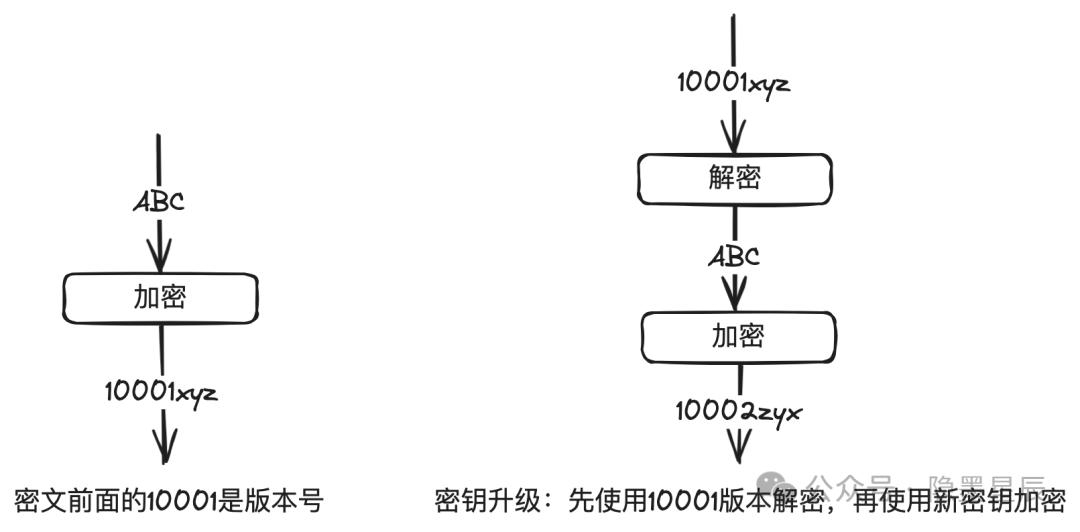 ABC
加密
10001xyz
密文前面的10001是版本号
10001xyz
解密
ABC
加密
10002zyx
密钥升级：先使用10001版本解密，再使用新密钥加密
公众号·隐墨星辰